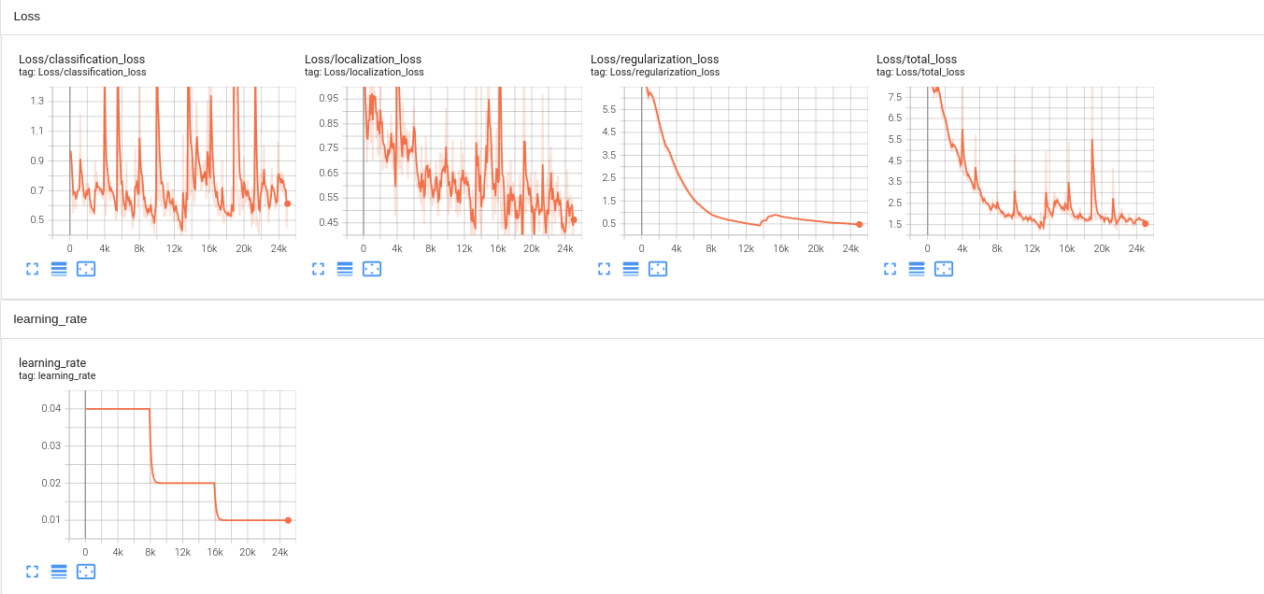 Loss
Loss/classification_loss
tag: Loss/classification_loss
1.3
1.1
0.9
0.7
0.5
0 4k 8k 12k 16k 20k 24k
Loss/localization_loss
tag: Loss/localization_loss
0.95
0.85
0.75
0.65
0.55
0.45
0 4k 8k 12k 16k 20k 24k
Loss/regularization_loss
tag: Loss/regularization_loss
5.5
4.5
3.5
2.5
1.5
0.5
0 4k 8k 12k 16k 20k 24k
Loss/total_loss
tag: Loss/total_loss
7.5
6.5
5.5
4.5
3.5
2.5
1.5
0 4k 8k 12k 16k 20k 24k
learning_rate
learning_rate
tag: learning_rate
0.04
0.03
0.02
0.01
0 4k 8k 12k 16k 20k 24k